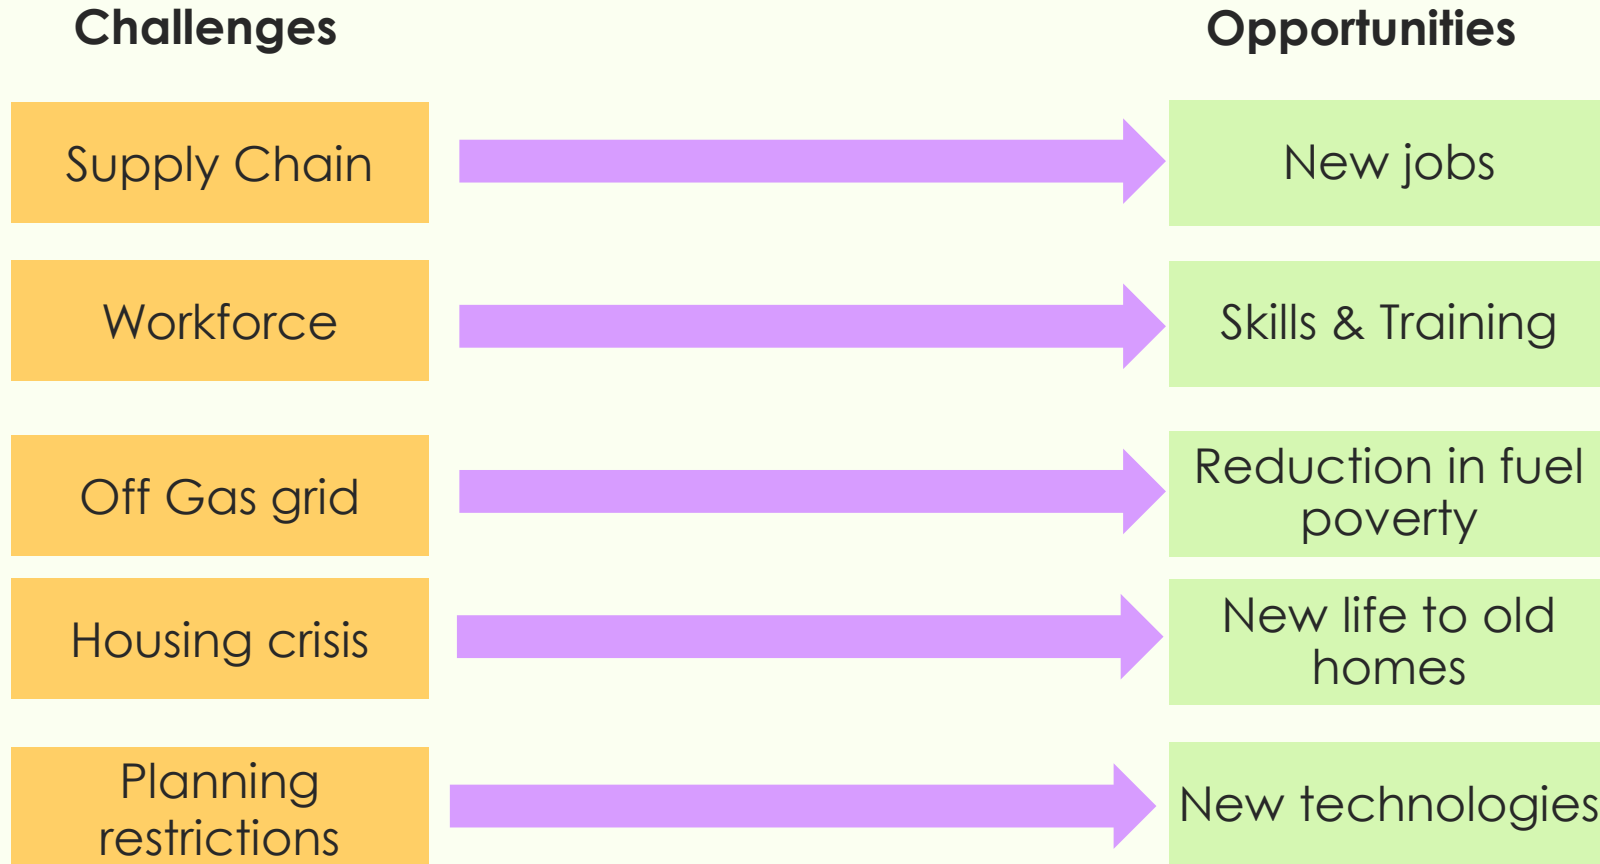 Challenges
Opportunities
Supply Chain
New jobs
Workforce
Skills & Training
Off Gas grid
Reduction in fuel
poverty
Housing crisis
New life to old
homes
Planning
restrictions
New technologies